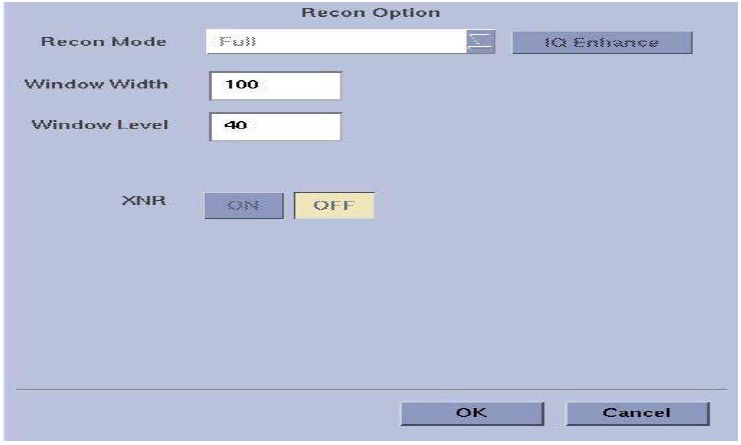 Recon Option
Recon Mode Full IQ Enhance
Window Width 100
Window Level 40
XNR ON OFF
OK Cancel